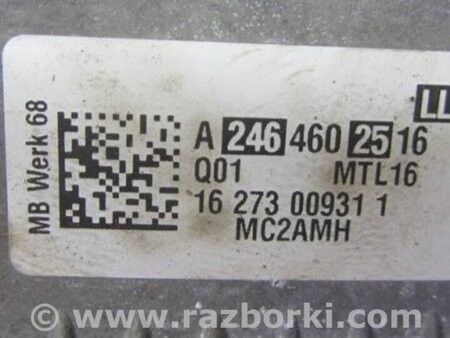 LL
MB Werk 68
A 246 460 25 16
Q01 MTL16
16 273 00931 1
MC2AMH
© www.razborki.com